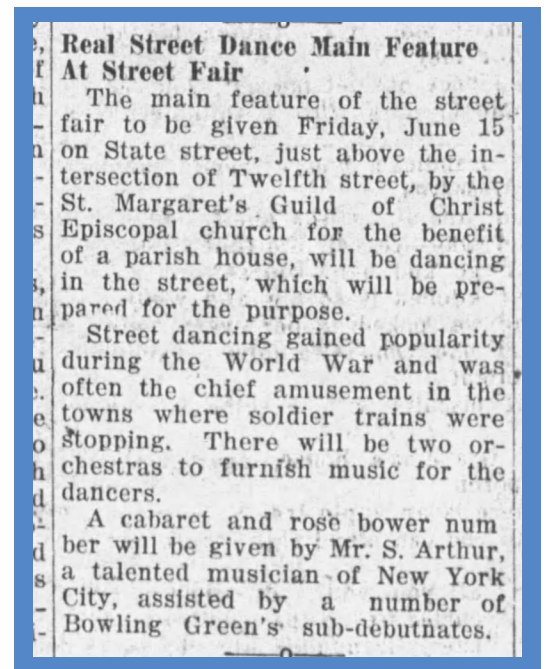 Real Street Dance Main Feature
At Street Fair
The main feature of the street
fair to be given Friday, June 15
on State street, just above the in-
tersection of Twelfth street, by the
St. Margaret's Guild of Christ
Episcopal church for the benefit
of a parish house, will be dancing
in the street, which will be pre-
pared for the purpose.
Street dancing gained popularity
during the World War and was
often the chief amusement in the
towns where soldier trains were
stopping. There will be two or-
chestras to furnish music for the
dancers.
A cabaret and rose bower num
ber will be given by Mr. S. Arthur,
a talented musician of New York
City, assisted by a number of
Bowling Green's sub-debutnates.